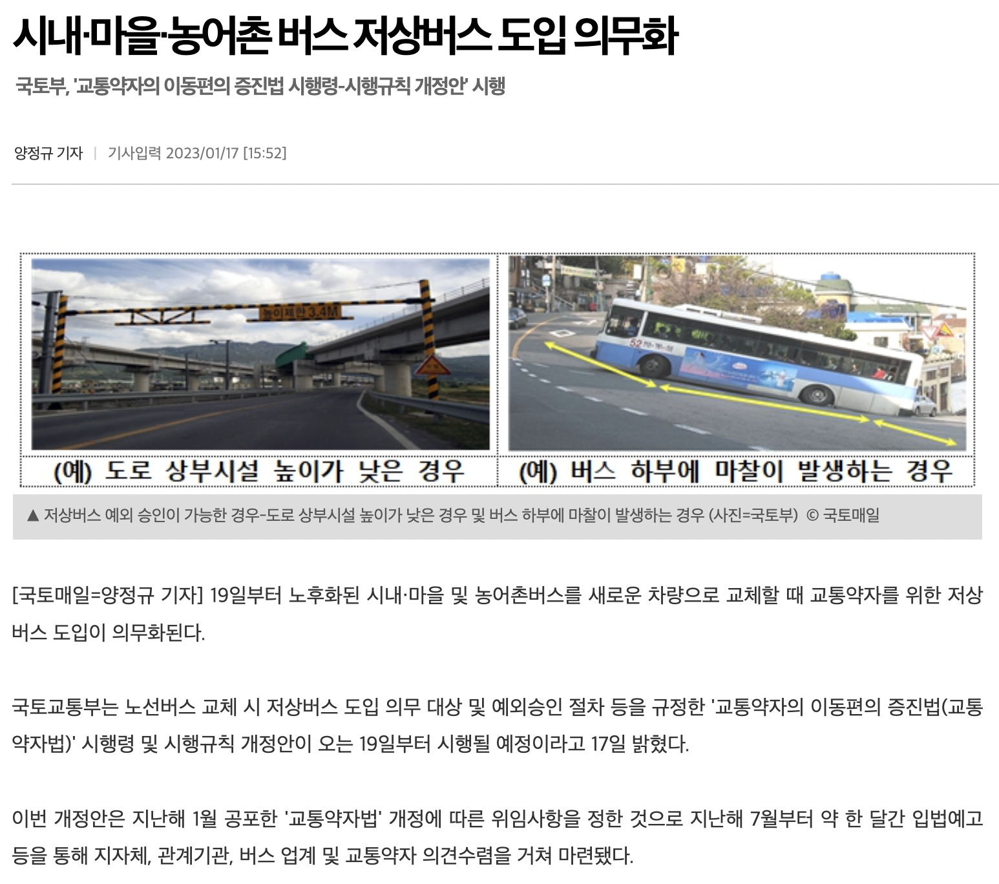 시내·마을·농어촌 버스 저상버스 도입 의무화
국토부, '교통약자의 이동편의 증진법 시행령-시행규칙 개정안' 시행
양정규 기자 | 기사입력 2023/01/17 [15:52]
높이제한 3.4M
52
(예) 도로 상부시설 높이가 낮은 경우
(예) 버스 하부에 마찰이 발생하는 경우
▲ 저상버스 예외 승인이 가능한 경우-도로 상부시설 높이가 낮은 경우 및 버스 하부에 마찰이 발생하는 경우 (사진=국토부) © 국토매일
[국토매일=양정규 기자] 19일부터 노후화된 시내·마을 및 농어촌버스를 새로운 차량으로 교체할 때 교통약자를 위한 저상
버스 도입이 의무화된다.
국토교통부는 노선버스 교체 시 저상버스 도입 의무 대상 및 예외승인 절차 등을 규정한 '교통약자의 이동편의 증진법(교통
약자법)' 시행령 및 시행규칙 개정안이 오는 19일부터 시행될 예정이라고 17일 밝혔다.
이번 개정안은 지난해 1월 공포한 '교통약자법' 개정에 따른 위임사항을 정한 것으로 지난해 7월부터 약 한 달간 입법예고
등을 통해 지자체, 관계기관, 버스 업계 및 교통약자 의견수렴을 거쳐 마련됐다.